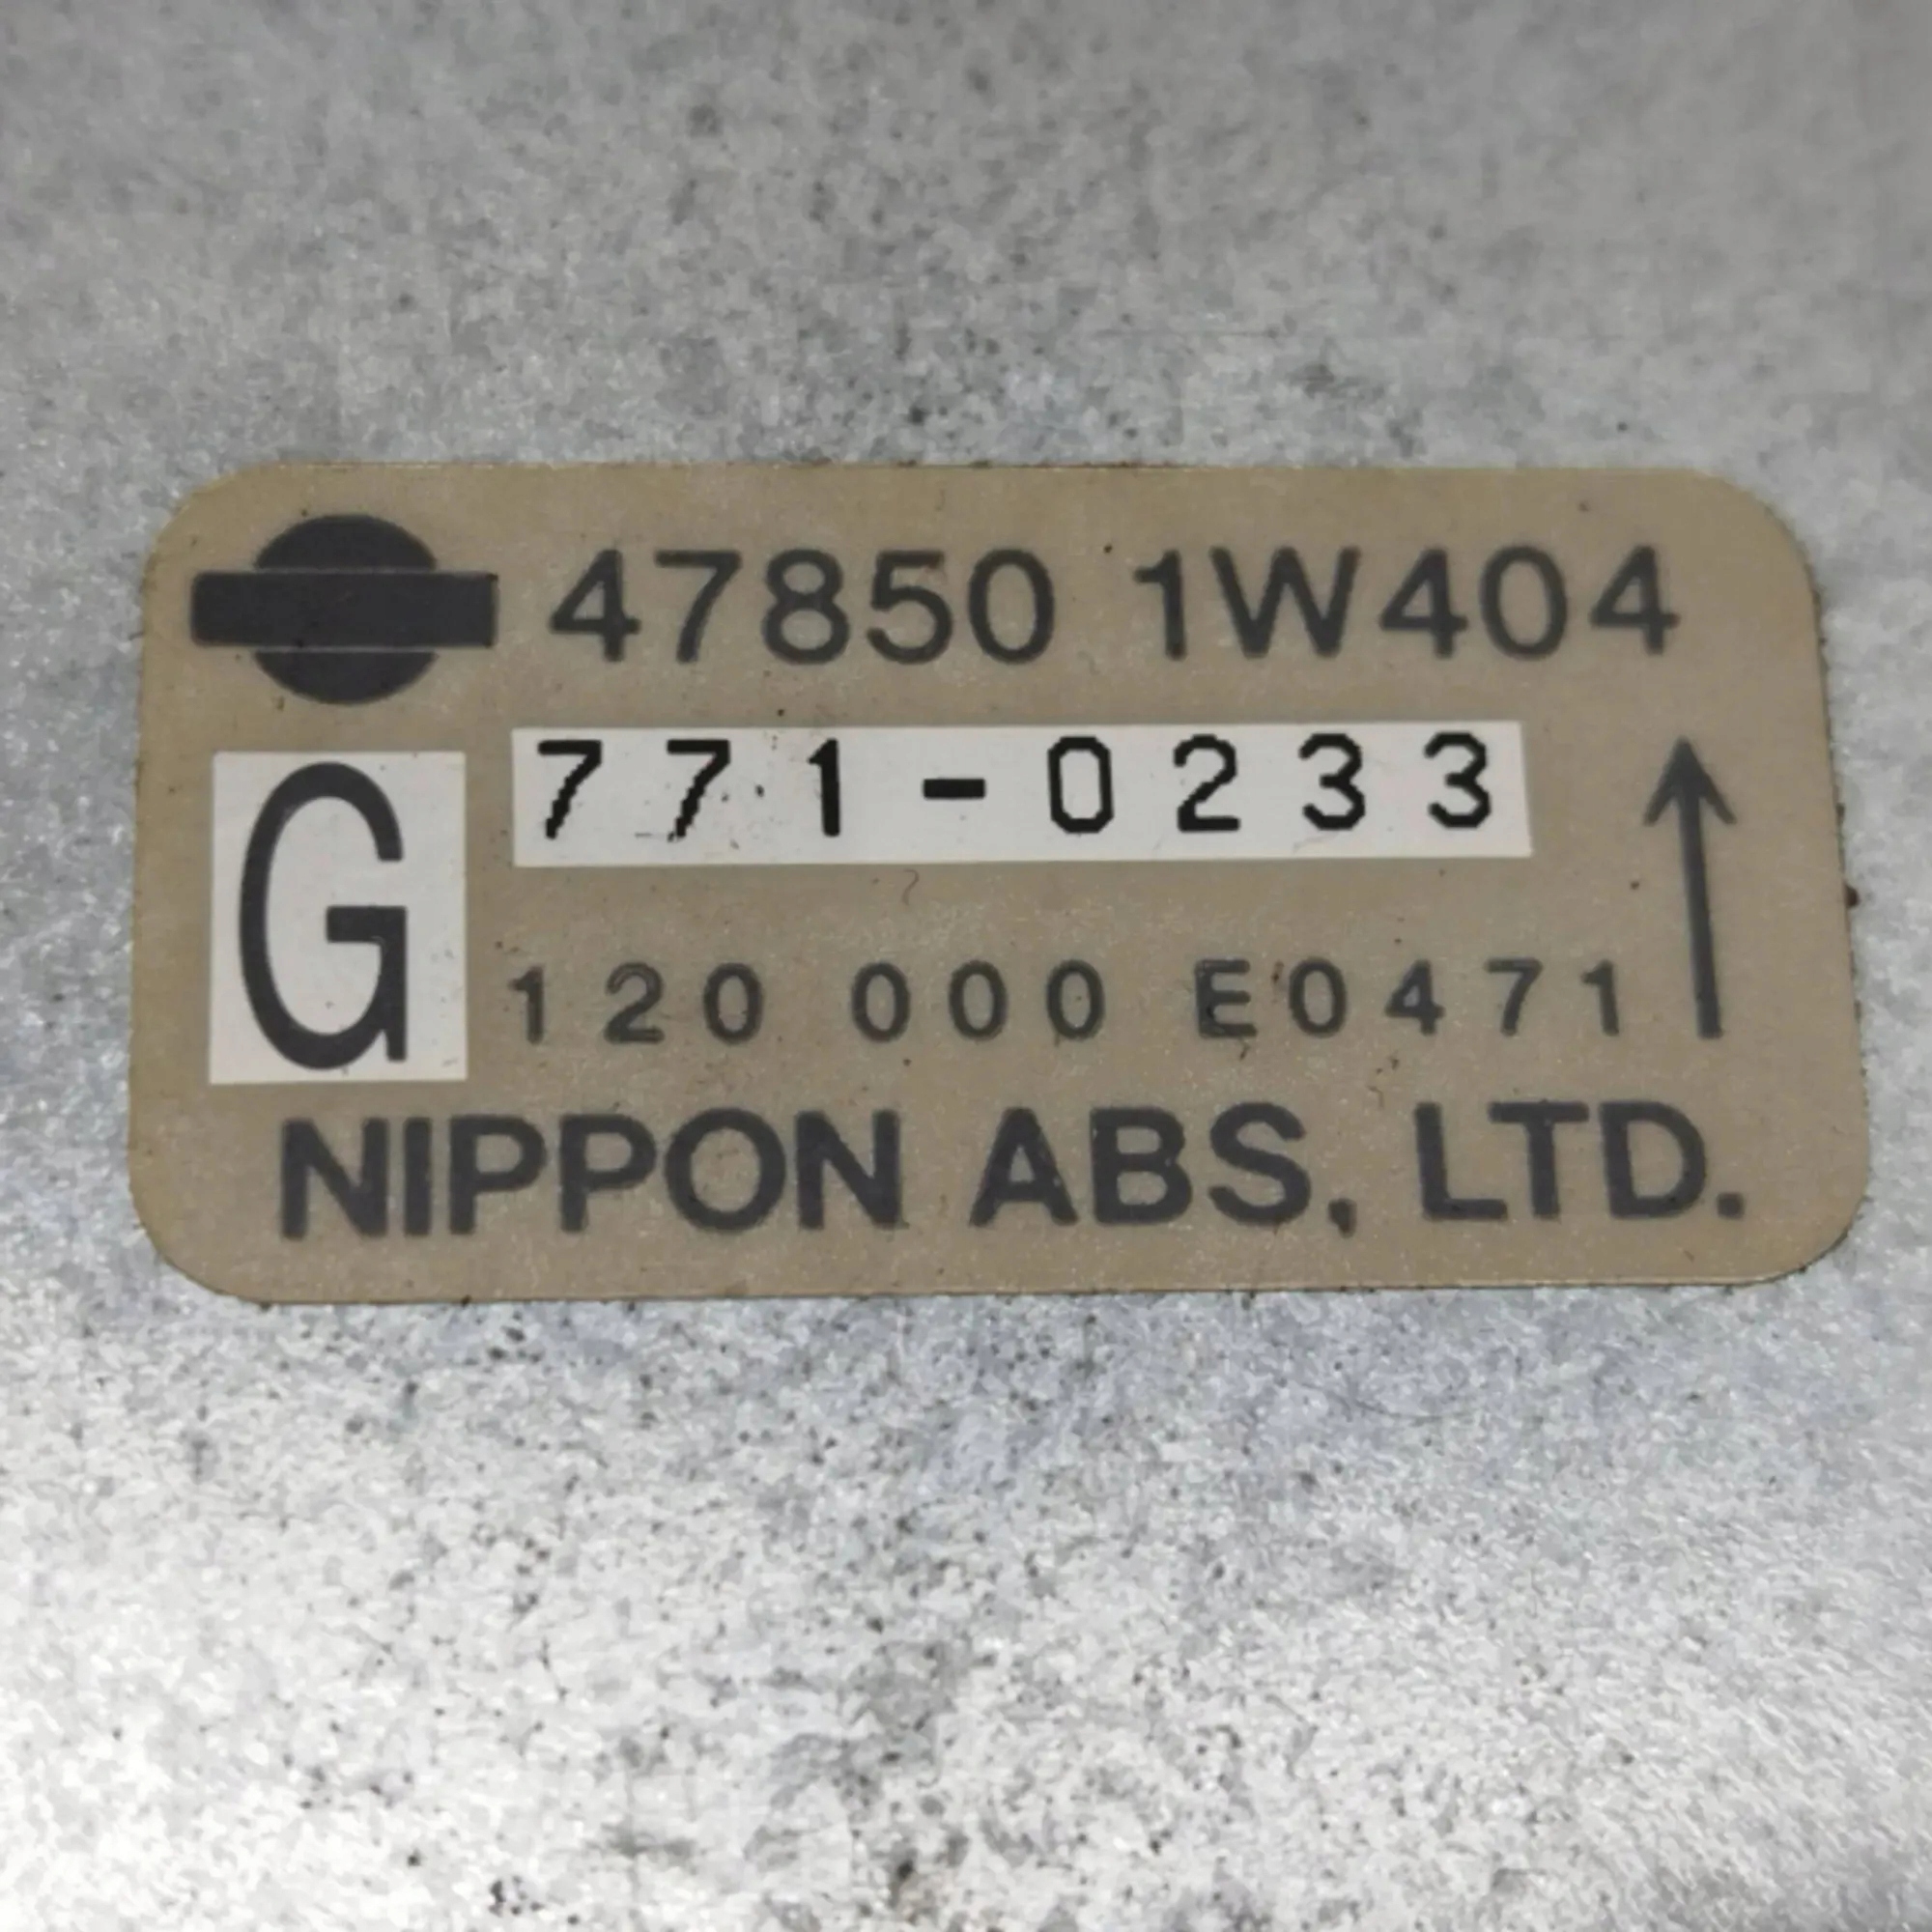 47850 1W404
771-0233
G
120 000 E0471
NIPPON ABS, LTD.